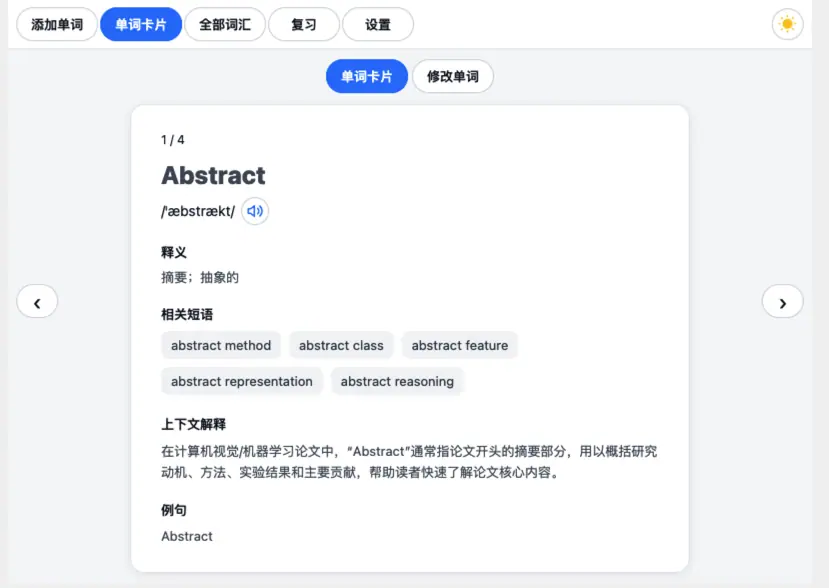 添加单词 单词卡片 全部词汇 复习 设置
单词卡片 修改单词
1 / 4
Abstract
/ˈæbstrækt/
释义
摘要；抽象的
相关短语
abstract method abstract class abstract feature
abstract representation abstract reasoning
上下文解释
在计算机视觉/机器学习论文中，“Abstract”通常指论文开头的摘要部分，用以概括研究
动机、方法、实验结果和主要贡献，帮助读者快速了解论文核心内容。
例句
Abstract